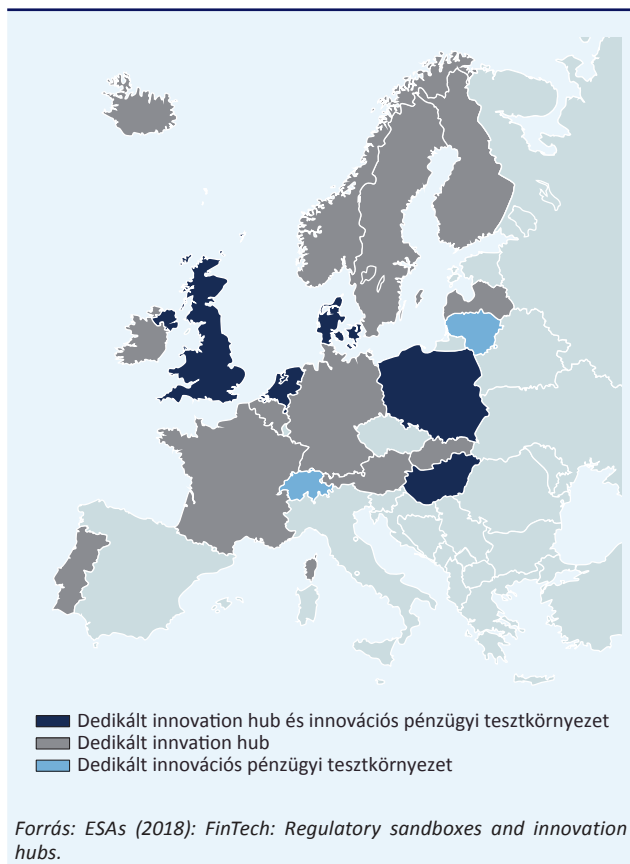 Dedikált innovation hub és innovációs pénzügyi tesztkörnyezet
Dedikált innvation hub
Dedikált innovációs pénzügyi tesztkörnyezet
Forrás: ESAs (2018): FinTech: Regulatory sandboxes and innovation
hubs.